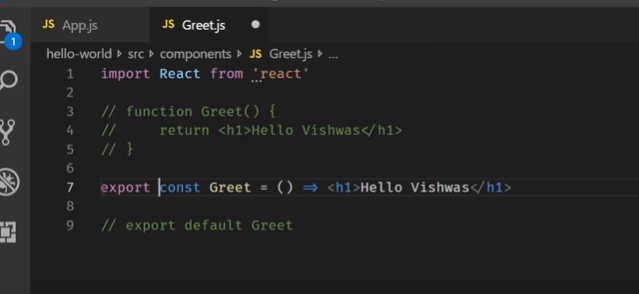 JS App.js JS Greet.js
1
hello-world src components JS Greet.js ...
1 import React from 'react'
2
3 // function Greet() {
4 //     return <h1>Hello Vishwas</h1>
5 // }
6
7 export const Greet = () => <h1>Hello Vishwas</h1>
8
9 // export default Greet